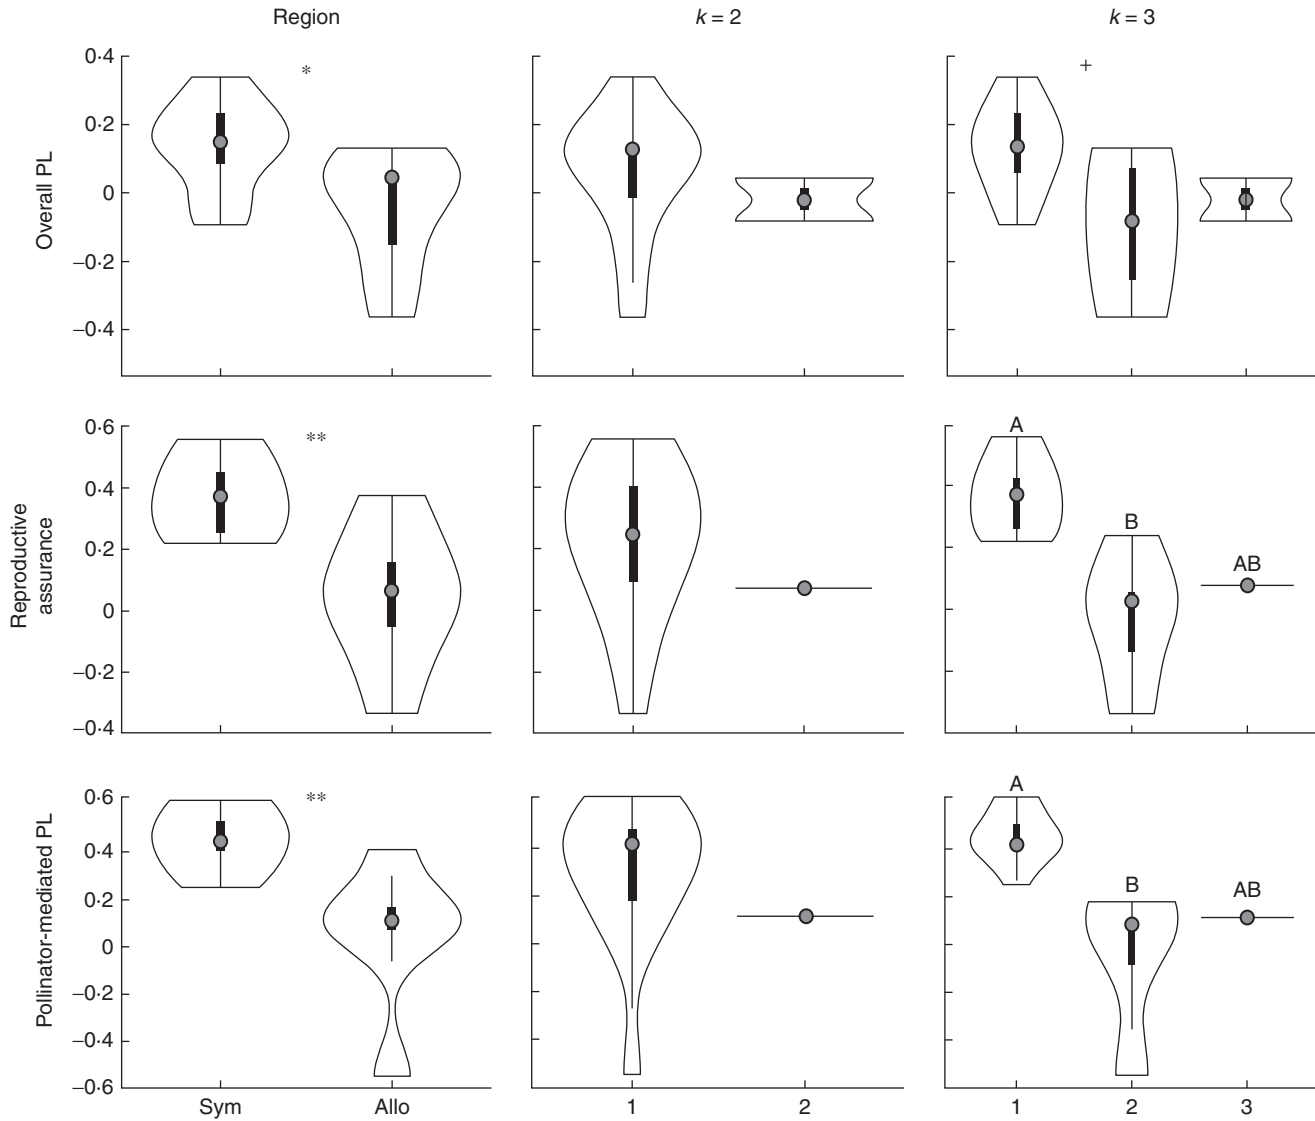 Region k = 2 k = 3
Overall PL
0·4
0·2
0
–0·2
–0·4
*
+
Reproductive
assurance
0·6
0·4
0·2
0
–0·2
–0·4
**
A
B
AB
Pollinator-mediated PL
0·6
0·4
0·2
0
–0·2
–0·4
–0·6
**
A
B
AB
Sym Allo 1 2 1 2 3